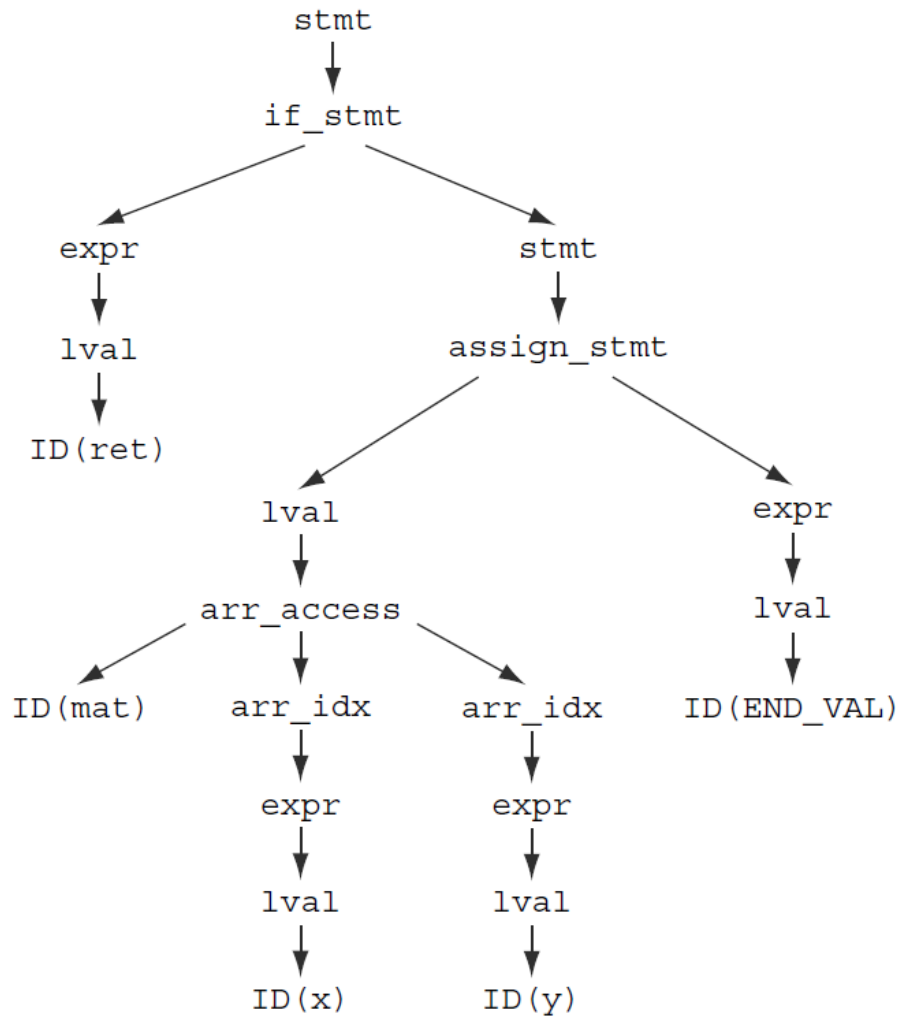 stmt
if_stmt
expr stmt
lval assign_stmt
ID(ret)
lval expr
arr_access lval
ID(mat) arr_idx arr_idx ID(END_VAL)
expr expr
lval lval
ID(x) ID(y)